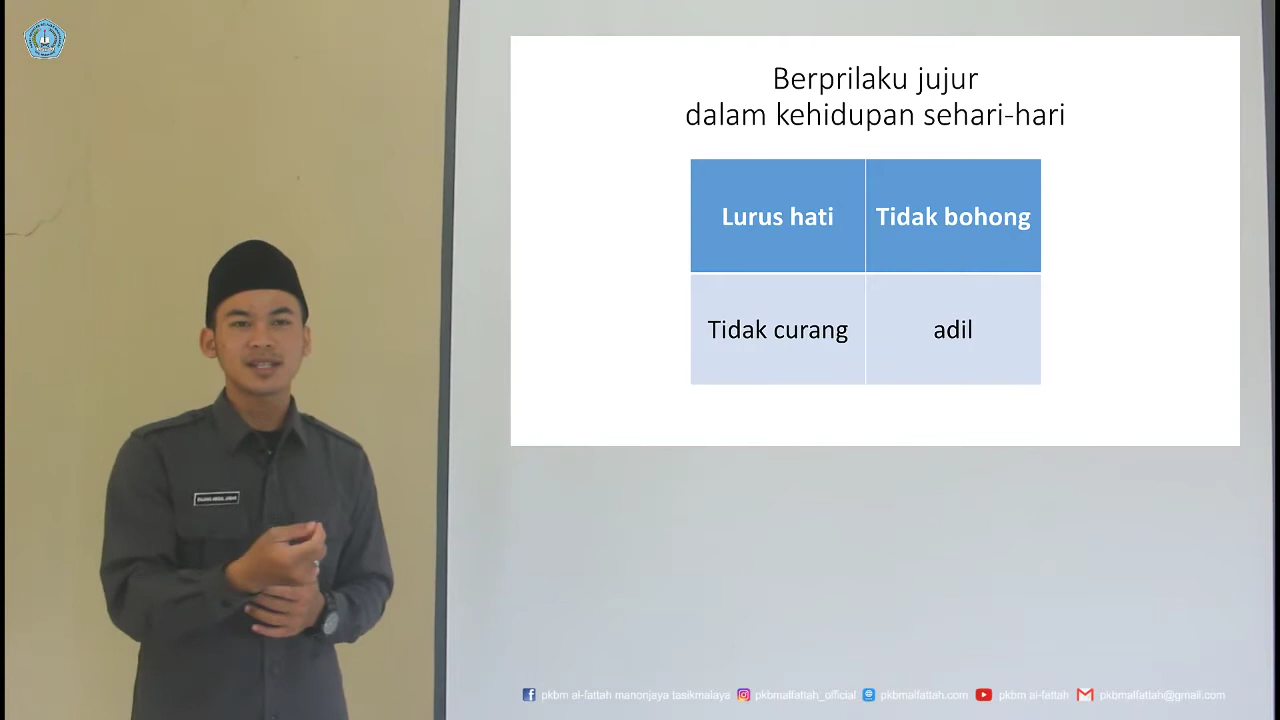 Berprilaku jujur
dalam kehidupan sehari-hari
Lurus hati
Tidak bohong
Tidak curang
adil
pkbm al-fattah manonjaya tasikmalaya
pkbmalfattah_official
pkbmalfattah.com
pkbm al-fattah
pkbmalfattah@gmail.com